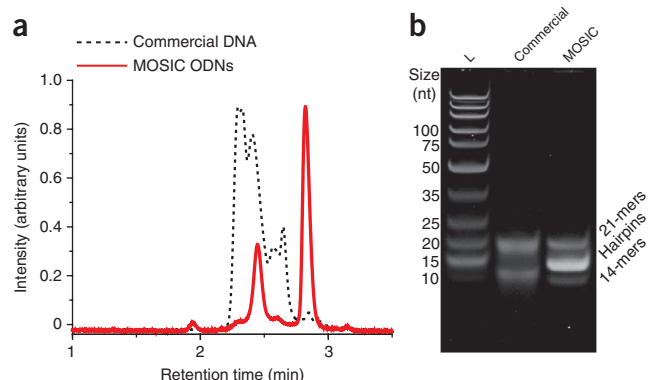 a
Commercial DNA
MOSIC ODNs
Intensity (arbitrary units)
1.0
0.8
0.6
0.4
0.2
0
1
2
3
Retention time (min)
b
L
Commercial
MOSIC
Size
(nt)
100
75
50
35
25
20
15
10
21-mers
Hairpins
14-mers